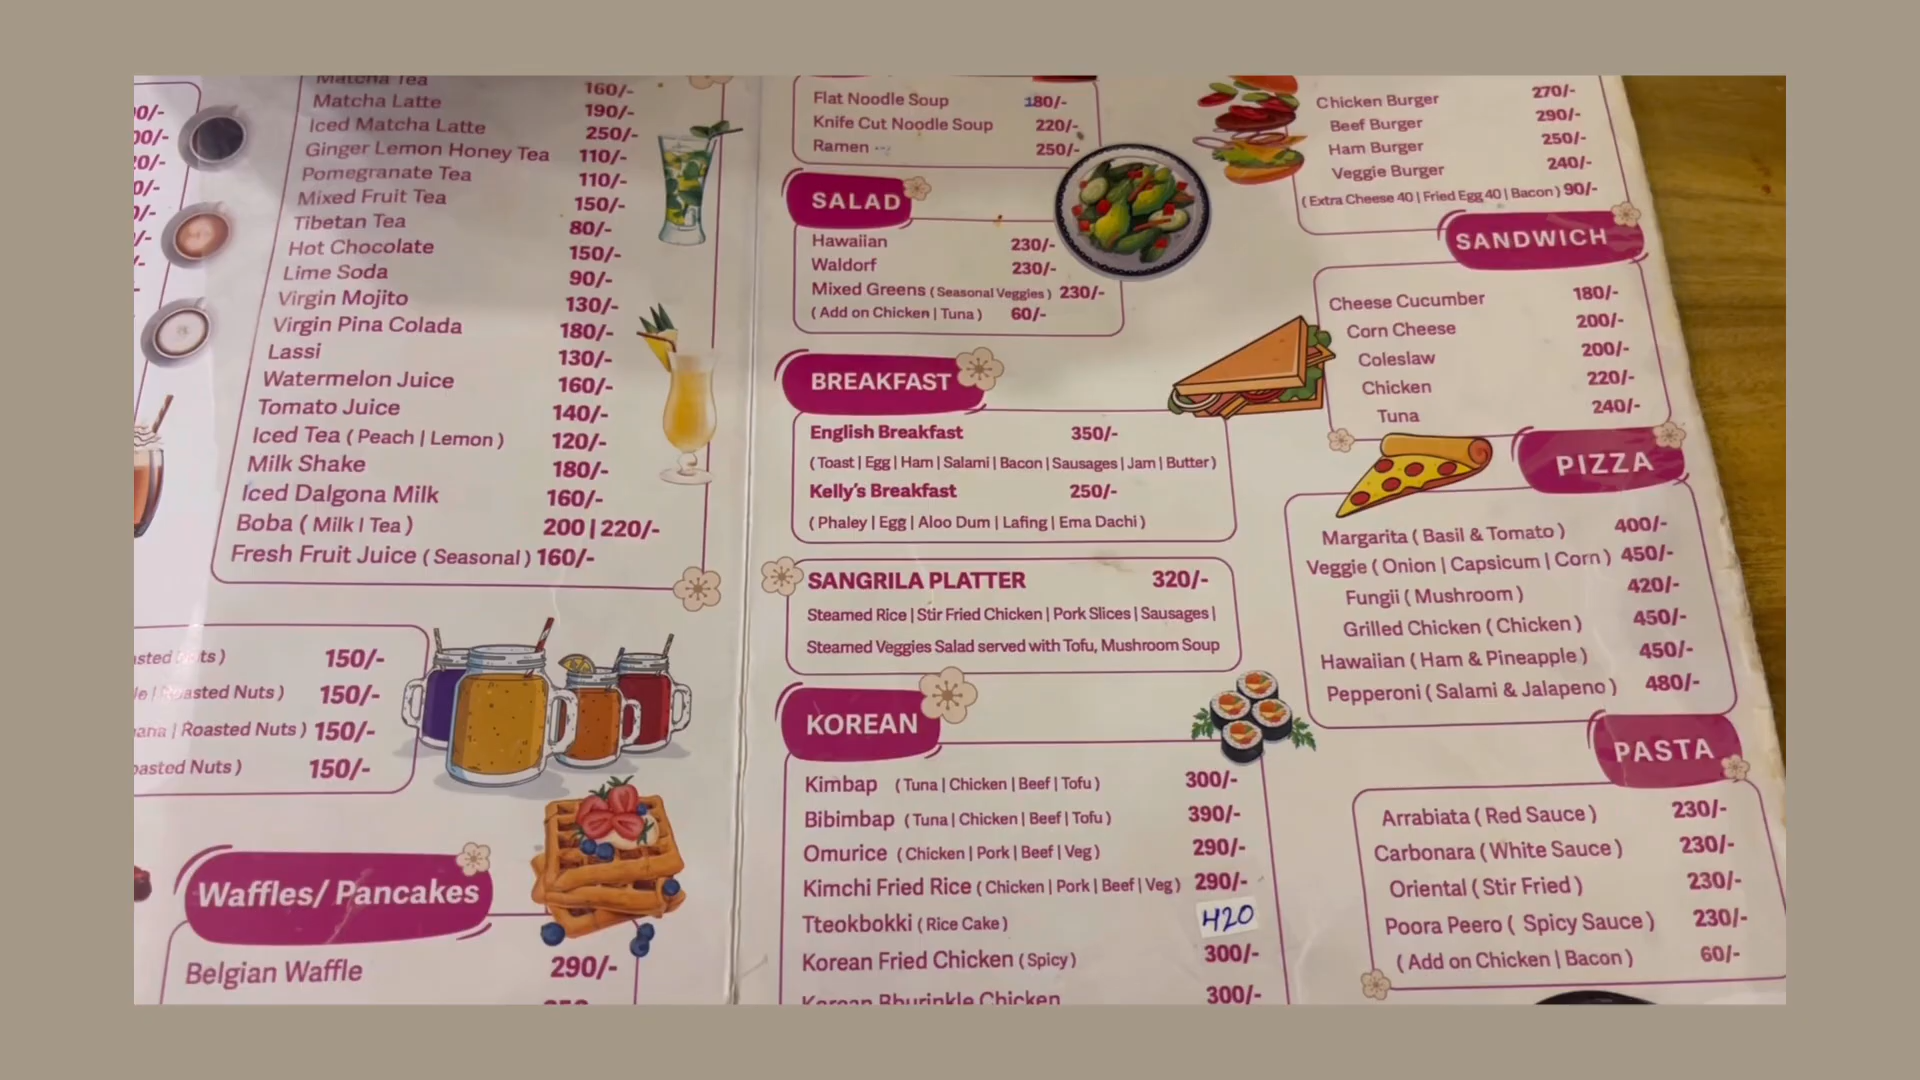 0/-
00/-
20/-
0/-
0/-
/-
/-
Matcha Tea 160/-
Matcha Latte 190/-
Iced Matcha Latte 250/-
Ginger Lemon Honey Tea 110/-
Pomegranate Tea 110/-
Mixed Fruit Tea 150/-
Tibetan Tea 80/-
Hot Chocolate 150/-
Lime Soda 90/-
Virgin Mojito 130/-
Virgin Pina Colada 180/-
Lassi 130/-
Watermelon Juice 160/-
Tomato Juice 140/-
Iced Tea ( Peach | Lemon ) 120/-
Milk Shake 180/-
Iced Dalgona Milk 160/-
Boba ( Milk | Tea ) 200 | 220/-
Fresh Fruit Juice ( Seasonal ) 160/-
150/-
Nuts ) 150/-
| Roasted Nuts ) 150/-
Nuts ) 150/-
Waffles/ Pancakes
Belgian Waffle 290/-
Flat Noodle Soup 180/-
Knife Cut Noodle Soup 220/-
Ramen 250/-
SALAD
Hawaiian 230/-
Waldorf 230/-
Mixed Greens ( Seasonal Veggies ) 230/-
( Add on Chicken | Tuna ) 60/-
BREAKFAST
English Breakfast 350/-
( Toast | Egg | Ham | Salami | Bacon | Sausages | Jam | Butter )
Kelly's Breakfast 250/-
( Phaley | Egg | Aloo Dum | Lafing | Ema Dachi )
SANGRILA PLATTER 320/-
Steamed Rice | Stir Fried Chicken | Pork Slices | Sausages |
Steamed Veggies Salad served with Tofu, Mushroom Soup
KOREAN
Kimbap ( Tuna | Chicken | Beef | Tofu ) 300/-
Bibimbap ( Tuna | Chicken | Beef | Tofu ) 390/-
Omurice ( Chicken | Pork | Beef | Veg ) 290/-
Kimchi Fried Rice ( Chicken | Pork | Beef | Veg ) 290/-
Tteokbokki ( Rice Cake ) 420
Korean Fried Chicken ( Spicy ) 300/-
Korean Bhurinkle Chicken 300/-
Chicken Burger 270/-
Beef Burger 290/-
Ham Burger 250/-
Veggie Burger 240/-
( Extra Cheese 40 | Fried Egg 40 | Bacon ) 90/-
SANDWICH
Cheese Cucumber 180/-
Corn Cheese 200/-
Coleslaw 200/-
Chicken 220/-
Tuna 240/-
PIZZA
Margarita ( Basil & Tomato ) 400/-
Veggie ( Onion | Capsicum | Corn ) 450/-
Fungii ( Mushroom ) 420/-
Grilled Chicken ( Chicken ) 450/-
Hawaiian ( Ham & Pineapple ) 450/-
Pepperoni ( Salami & Jalapeno ) 480/-
PASTA
Arrabiata ( Red Sauce ) 230/-
Carbonara ( White Sauce ) 230/-
Oriental ( Stir Fried ) 230/-
Poora Peero ( Spicy Sauce ) 230/-
( Add on Chicken | Bacon ) 60/-